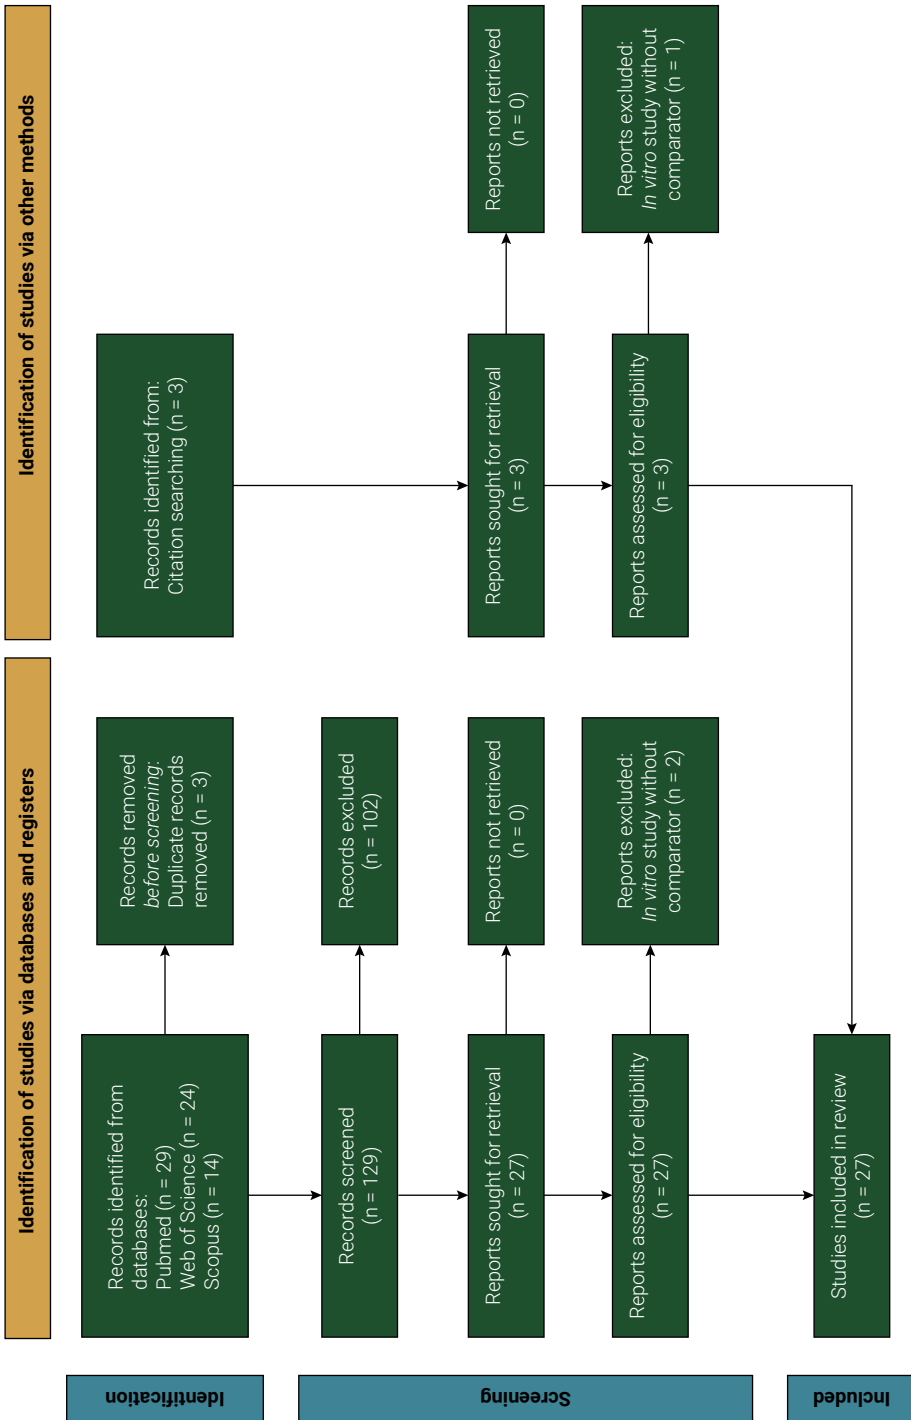 Identification of studies via databases and registers
Identification of studies via other methods
Identification
Records identified from
databases:
Pubmed (n = 29)
Web of Science (n = 24)
Scopus (n = 14)
Records removed
before screening:
Duplicate records
removed (n = 3)
Records identified from:
Citation searching (n = 3)
Screening
Records screened
(n = 129)
Records excluded
(n = 102)
Reports sought for retrieval
(n = 27)
Reports not retrieved
(n = 0)
Reports sought for retrieval
(n = 3)
Reports not retrieved
(n = 0)
Reports assessed for eligibility
(n = 27)
Reports excluded:
In vitro study without
comparator (n = 2)
Reports assessed for eligibility
(n = 3)
Reports excluded:
In vitro study without
comparator (n = 1)
Included
Studies included in review
(n = 27)